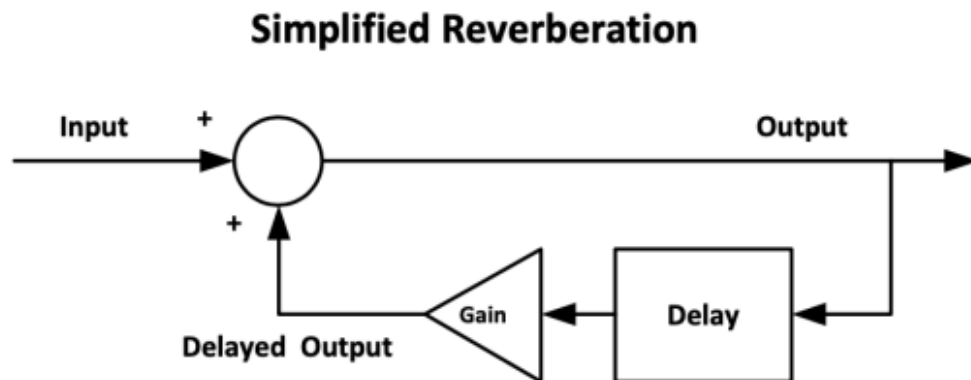 Simplified Reverberation
Input
+
Output
+
Gain
Delay
Delayed Output